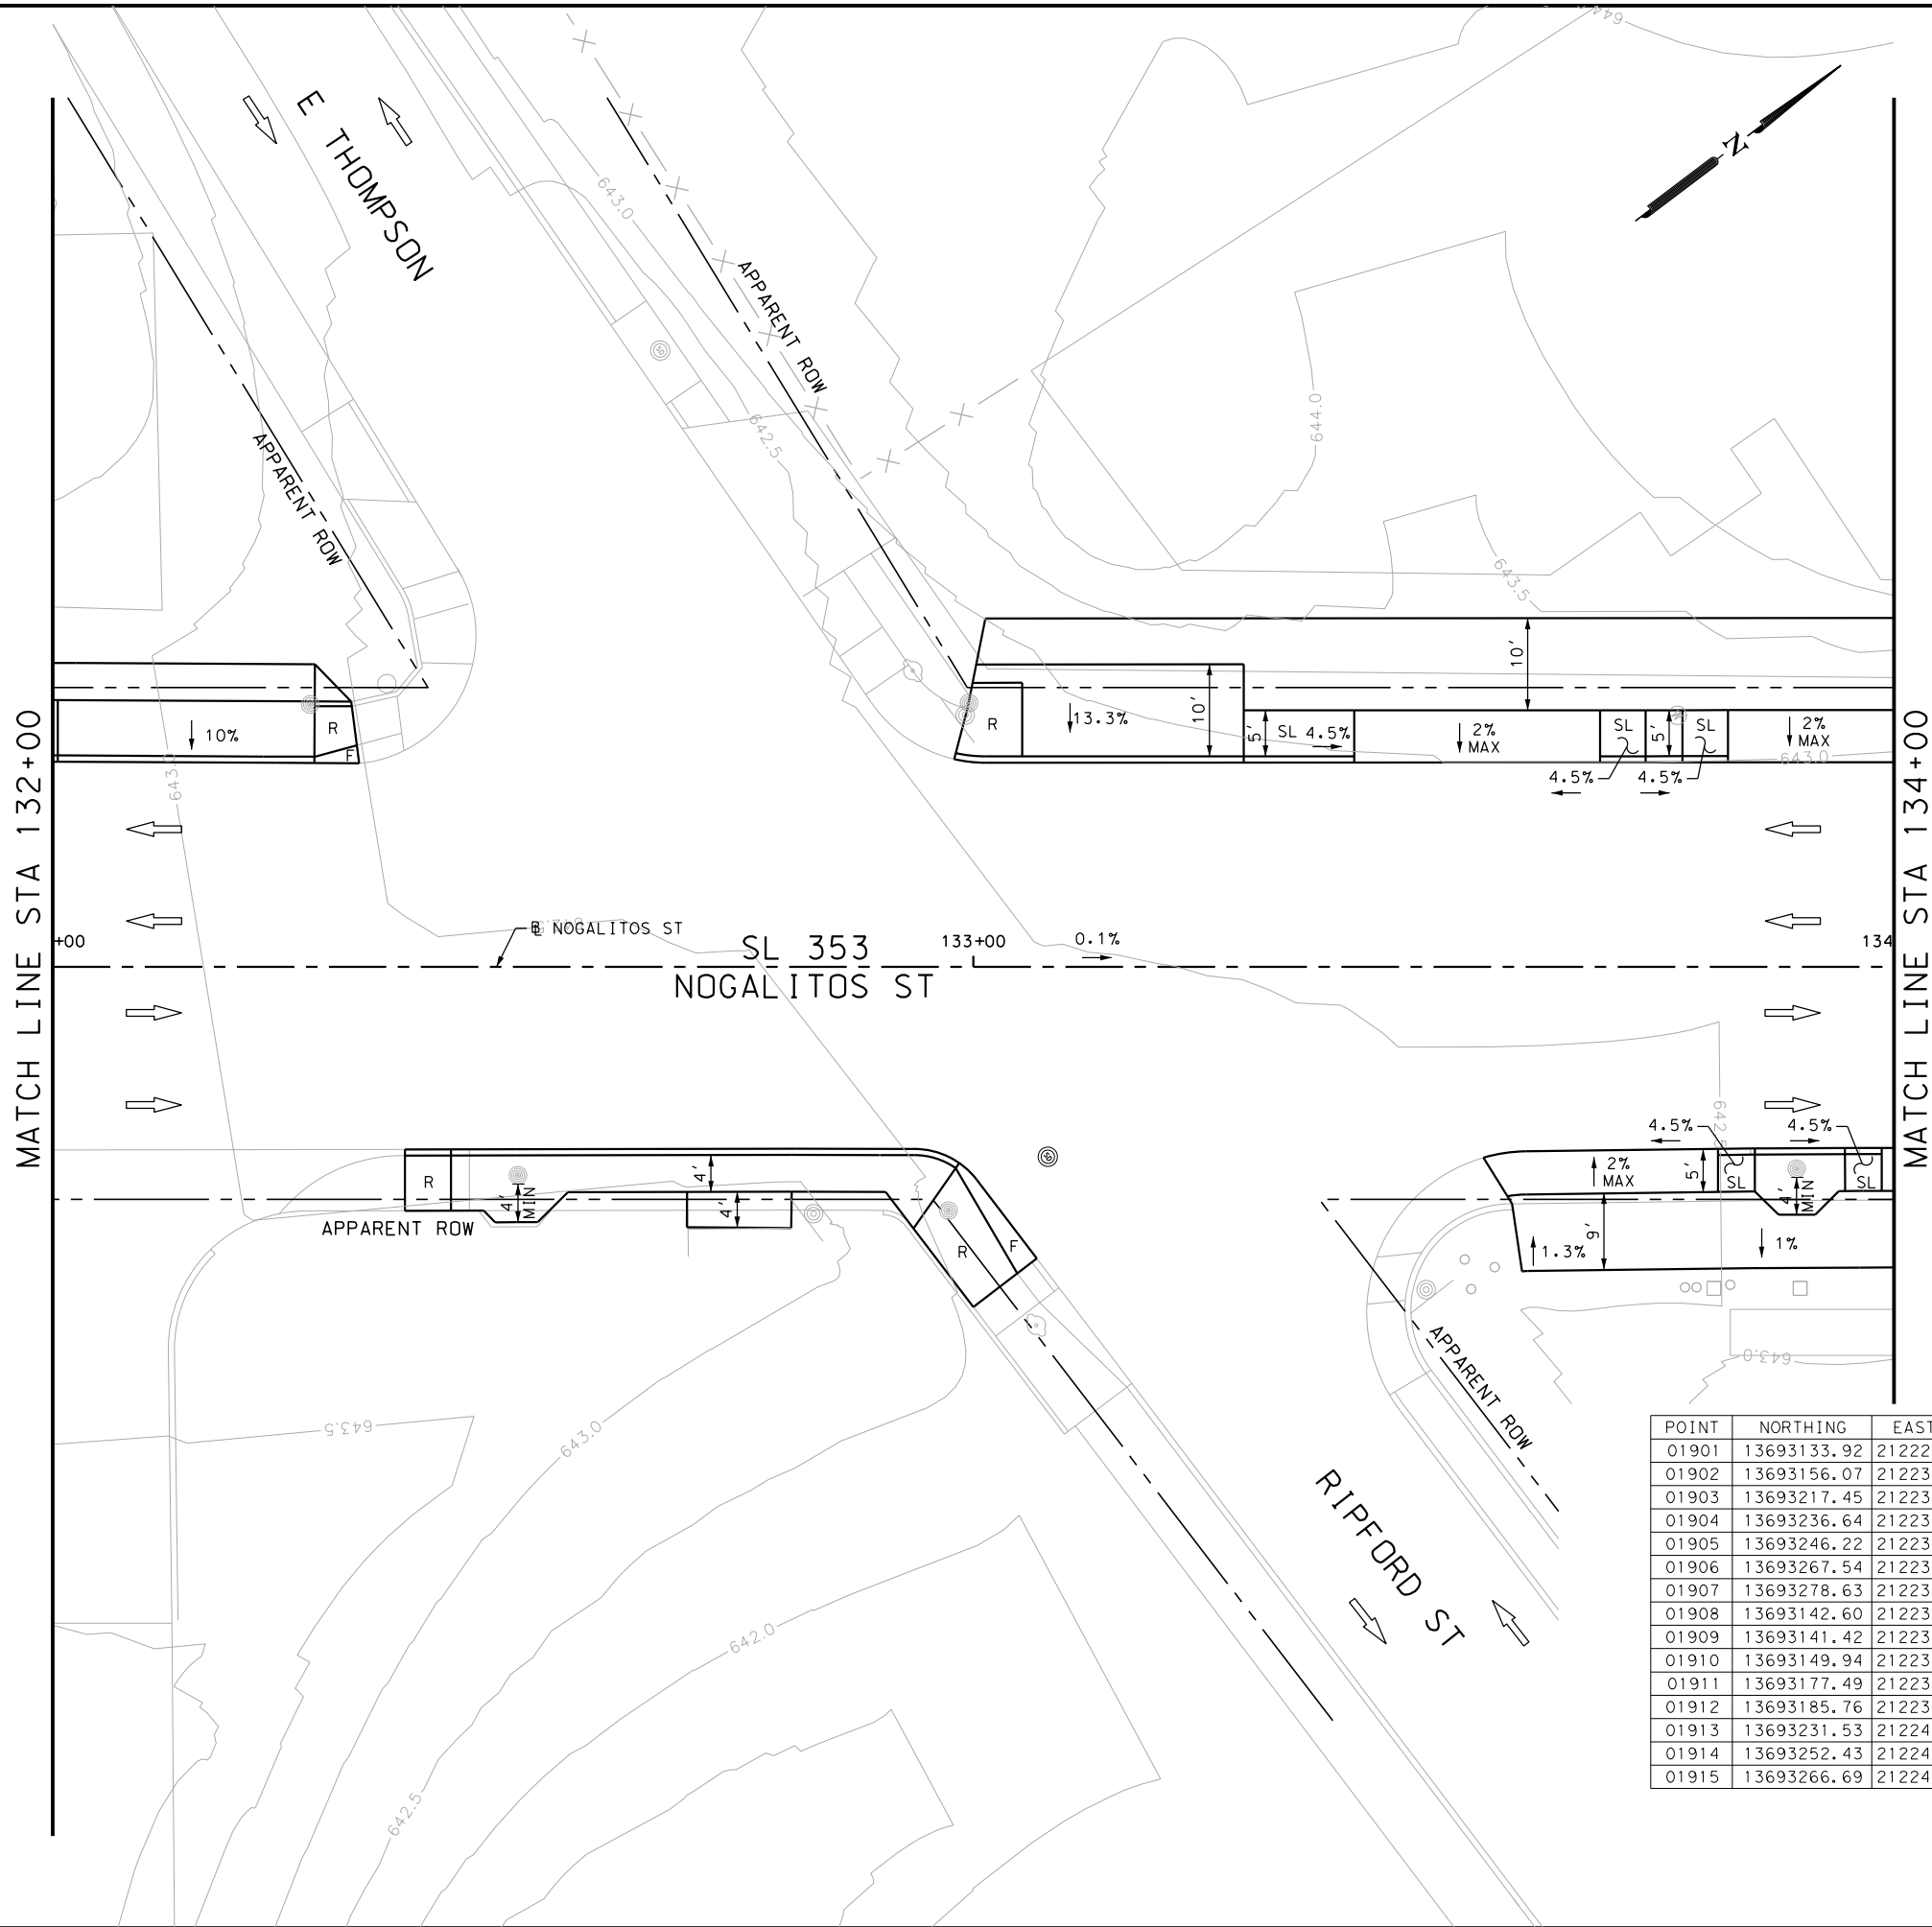 E THOMPSON
N
644.0
643.0
APPARENT ROW
642.5
644.0
APPARENT ROW
643.5
10'
R
10%
F
R
13.3%
10'
5'
SL 4.5%
2%
MAX
SL
5'
SL
2%
MAX
643.0
4.5%
4.5%
MATCH LINE STA 132+00
MATCH LINE STA 134+00
+00
NOGALITOS ST
SL 353
NOGALITOS ST
133+00
0.1%
134
R
4'
MIN
4'
4'
APPARENT ROW
R
F
642.5
4.5%
4.5%
2%
MAX
5'
SL
4'
MIN
SL
9'
1.3%
1%
APPARENT ROW
643.0
643.5
643.0
642.0
642.5
RIPFORD ST
POINT NORTHING EAST
01901 13693133.92 21222
01902 13693156.07 21223
01903 13693217.45 21223
01904 13693236.64 21223
01905 13693246.22 21223
01906 13693267.54 21223
01907 13693278.63 21223
01908 13693142.60 21223
01909 13693141.42 21223
01910 13693149.94 21223
01911 13693177.49 21223
01912 13693185.76 21223
01913 13693231.53 21224
01914 13693252.43 21224
01915 13693266.69 21224